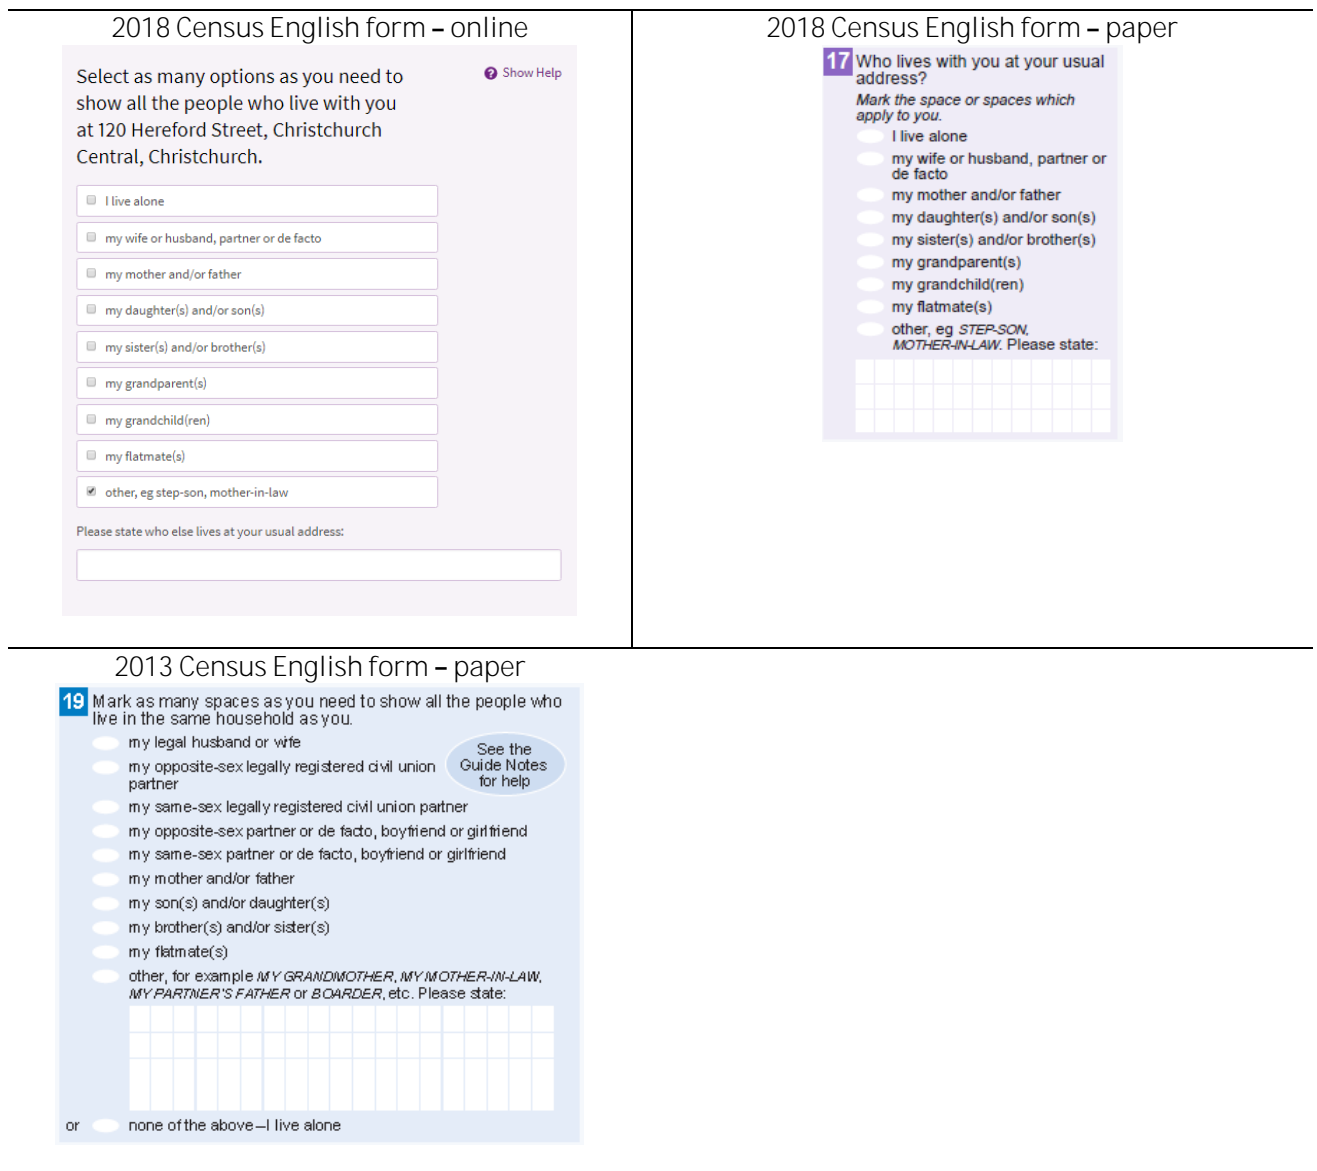 2018 Census English form – online
Select as many options as you need to
show all the people who live with you
at 120 Hereford Street, Christchurch
Central, Christchurch.
? Show Help
I live alone
my wife or husband, partner or de facto
my mother and/or father
my daughter(s) and/or son(s)
my sister(s) and/or brother(s)
my grandparent(s)
my grandchild(ren)
my flatmate(s)
other, eg step-son, mother-in-law
Please state who else lives at your usual address:
2018 Census English form – paper
17 Who lives with you at your usual
address?
Mark the space or spaces which
apply to you.
I live alone
my wife or husband, partner or
de facto
my mother and/or father
my daughter(s) and/or son(s)
my sister(s) and/or brother(s)
my grandparent(s)
my grandchild(ren)
my flatmate(s)
other, eg STEP-SON,
MOTHER-IN-LAW. Please state:
2013 Census English form – paper
19 Mark as many spaces as you need to show all the people who
live in the same household as you.
See the
Guide Notes
for help
my legal husband or wife
my opposite-sex legally registered civil union
partner
my same-sex legally registered civil union partner
my opposite-sex partner or de facto, boyfriend or girlfriend
my same-sex partner or de facto, boyfriend or girlfriend
my mother and/or father
my son(s) and/or daughter(s)
my brother(s) and/or sister(s)
my flatmate(s)
other, for example MY GRANDMOTHER, MY MOTHER-IN-LAW,
MY PARTNER'S FATHER or BOARDER, etc. Please state:
or none of the above—I live alone